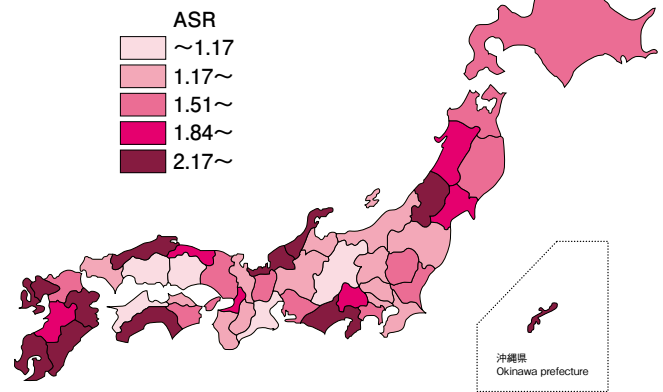 ASR
～1.17
1.17～
1.51～
1.84～
2.17～
沖縄県
Okinawa prefecture